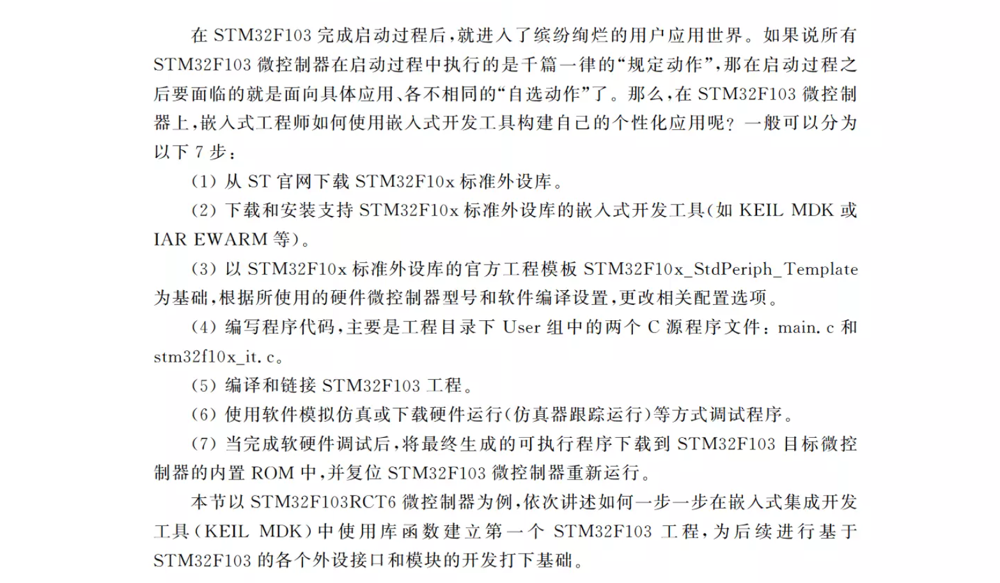 在 STM32F103 完成启动过程后,就进入了缤纷绚烂的用户应用世界。如果说所有
STM32F103 微控制器在启动过程中执行的是千篇一律的“规定动作”,那在启动过程之
后要面临的就是面向具体应用、各不相同的“自选动作”了。那么,在 STM32F103 微控制
器上,嵌入式工程师如何使用嵌入式开发工具构建自己的个性化应用呢?一般可以分为
以下 7 步:
(1) 从 ST 官网下载 STM32F10x 标准外设库。
(2) 下载和安装支持 STM32F10x 标准外设库的嵌入式开发工具(如 KEIL MDK 或
IAR EWARM 等)。
(3) 以 STM32F10x 标准外设库的官方工程模板 STM32F10x_StdPeriph_Template
为基础,根据所使用的硬件微控制器型号和软件编译设置,更改相关配置选项。
(4) 编写程序代码,主要是工程目录下 User 组中的两个 C 源程序文件: main. c 和
stm32f10x_it. c。
(5) 编译和链接 STM32F103 工程。
(6) 使用软件模拟仿真或下载硬件运行(仿真器跟踪运行)等方式调试程序。
(7) 当完成软硬件调试后,将最终生成的可执行程序下载到 STM32F103 目标微控
制器的内置 ROM 中,并复位 STM32F103 微控制器重新运行。
本节以 STM32F103RCT6 微控制器为例,依次讲述如何一步一步在嵌入式集成开发
工具(KEIL MDK)中使用库函数建立第一个 STM32F103 工程,为后续进行基于
STM32F103 的各个外设接口和模块的开发打下基础。